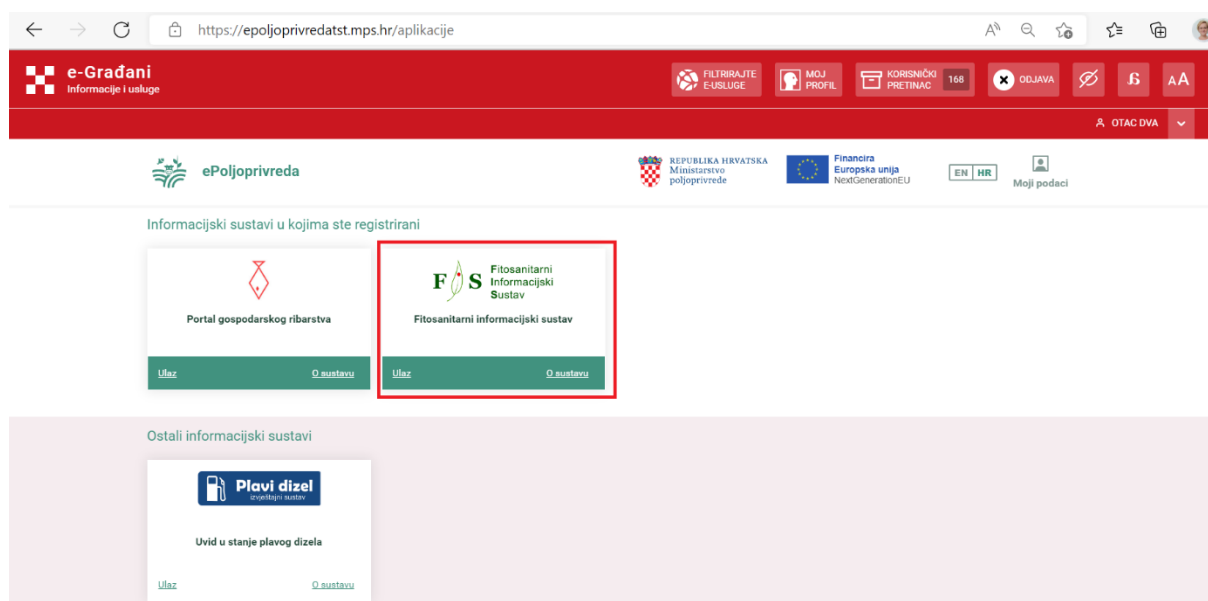 https://epoljoprivredatst.mps.hr/aplikacije
e-Građani
Informacije i usluge
FILTRIRAJTE
E-USLUGE
MOJ
PROFIL
KORISNIČKI
PRETINAC
168
ODJAVA
AA
OTAC DVA
ePoljoprivreda
REPUBLIKA HRVATSKA
Ministarstvo
poljoprivrede
Financira
Europska unija
NextGenerationEU
EN HR
Moji podaci
Informacijski sustavi u kojima ste registrirani
Portal gospodarskog ribarstva
Ulaz O sustavu
F S
Fitosanitarni
Informacijski
Sustav
Fitosanitarni informacijski sustav
Ulaz O sustavu
Ostali informacijski sustavi
Plavi dizel
izvještajni sustav
Uvid u stanje plavog dizela
Ulaz O sustavu